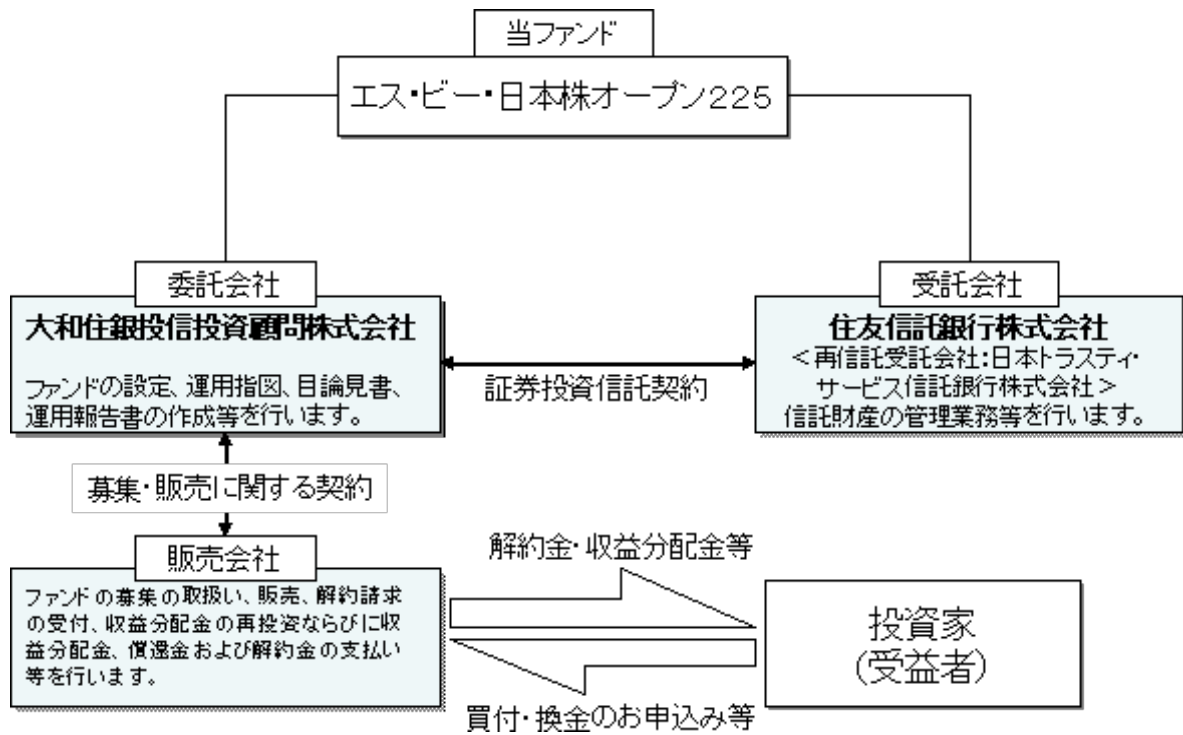 当ファンド
エス・ビー・日本株オープン225
委託会社
大和住銀投信投資顧問株式会社
ファンドの設定、運用指図、目論見書、
運用報告書の作成等を行います。
証券投資信託契約
受託会社
住友信託銀行株式会社
＜再信託受託会社：日本トラスティ・
サービス信託銀行株式会社＞
信託財産の管理業務等を行います。
募集・販売に関する契約
販売会社
ファンドの募集の取扱い、販売、解約請求
の受付、収益分配金の再投資ならびに収
益分配金、償還金および解約金の支払い
等を行います。
解約金・収益分配金等
買付・換金のお申込み等
投資家
（受益者）